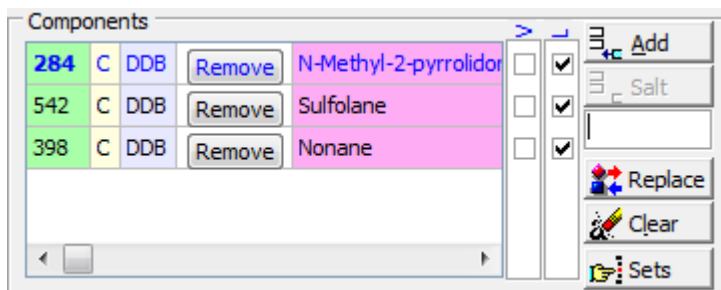 Components
V L
Add
284 C DDB Remove N-Methyl-2-pyrrolidor
Salt
542 C DDB Remove Sulfolane
398 C DDB Remove Nonane
Replace
Clear
Sets